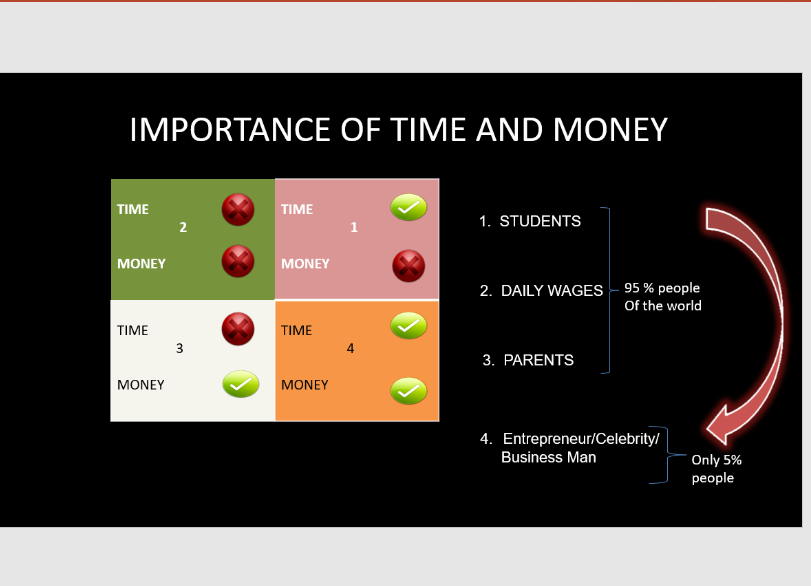 IMPORTANCE OF TIME AND MONEY
TIME
2
MONEY
TIME
1
MONEY
TIME
3
MONEY
TIME
4
MONEY
1. STUDENTS
2. DAILY WAGES
3. PARENTS
95 % people
Of the world
4. Entrepreneur/Celebrity/
Business Man
Only 5%
people